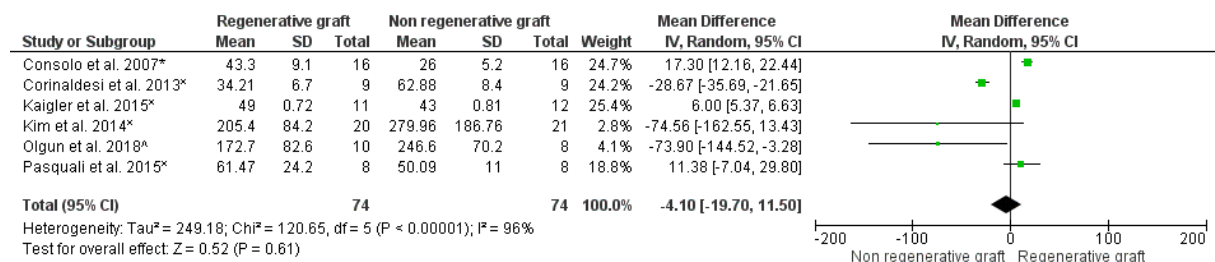 Regenerative graft Non regenerative graft Mean Difference Mean Difference
Study or Subgroup Mean SD Total Mean SD Total Weight IV, Random, 95% CI IV, Random, 95% CI
Consolo et al. 2007* 43.3 9.1 16 26 5.2 16 24.7% 17.30 [12.16, 22.44]
Corinaldesi et al. 2013ˣ 34.21 6.7 9 62.88 8.4 9 24.2% -28.67 [-35.69, -21.65]
Kaigler et al. 2015ˣ 49 0.72 11 43 0.81 12 25.4% 6.00 [5.37, 6.63]
Kim et al. 2014ˣ 205.4 84.2 20 279.96 186.76 21 2.8% -74.56 [-162.55, 13.43]
Olgun et al. 2018^ 172.7 82.6 10 246.6 70.2 8 4.1% -73.90 [-144.52, -3.28]
Pasquali et al. 2015ˣ 61.47 24.2 8 50.09 11 8 18.8% 11.38 [-7.04, 29.80]
Total (95% CI) 74 74 100.0% -4.10 [-19.70, 11.50]
Heterogeneity: Tau² = 249.18; Chi² = 120.65, df = 5 (P < 0.00001); I² = 96%
Test for overall effect: Z = 0.52 (P = 0.61)
-200 -100 0 100 200
Non regenerative graft Regenerative graft